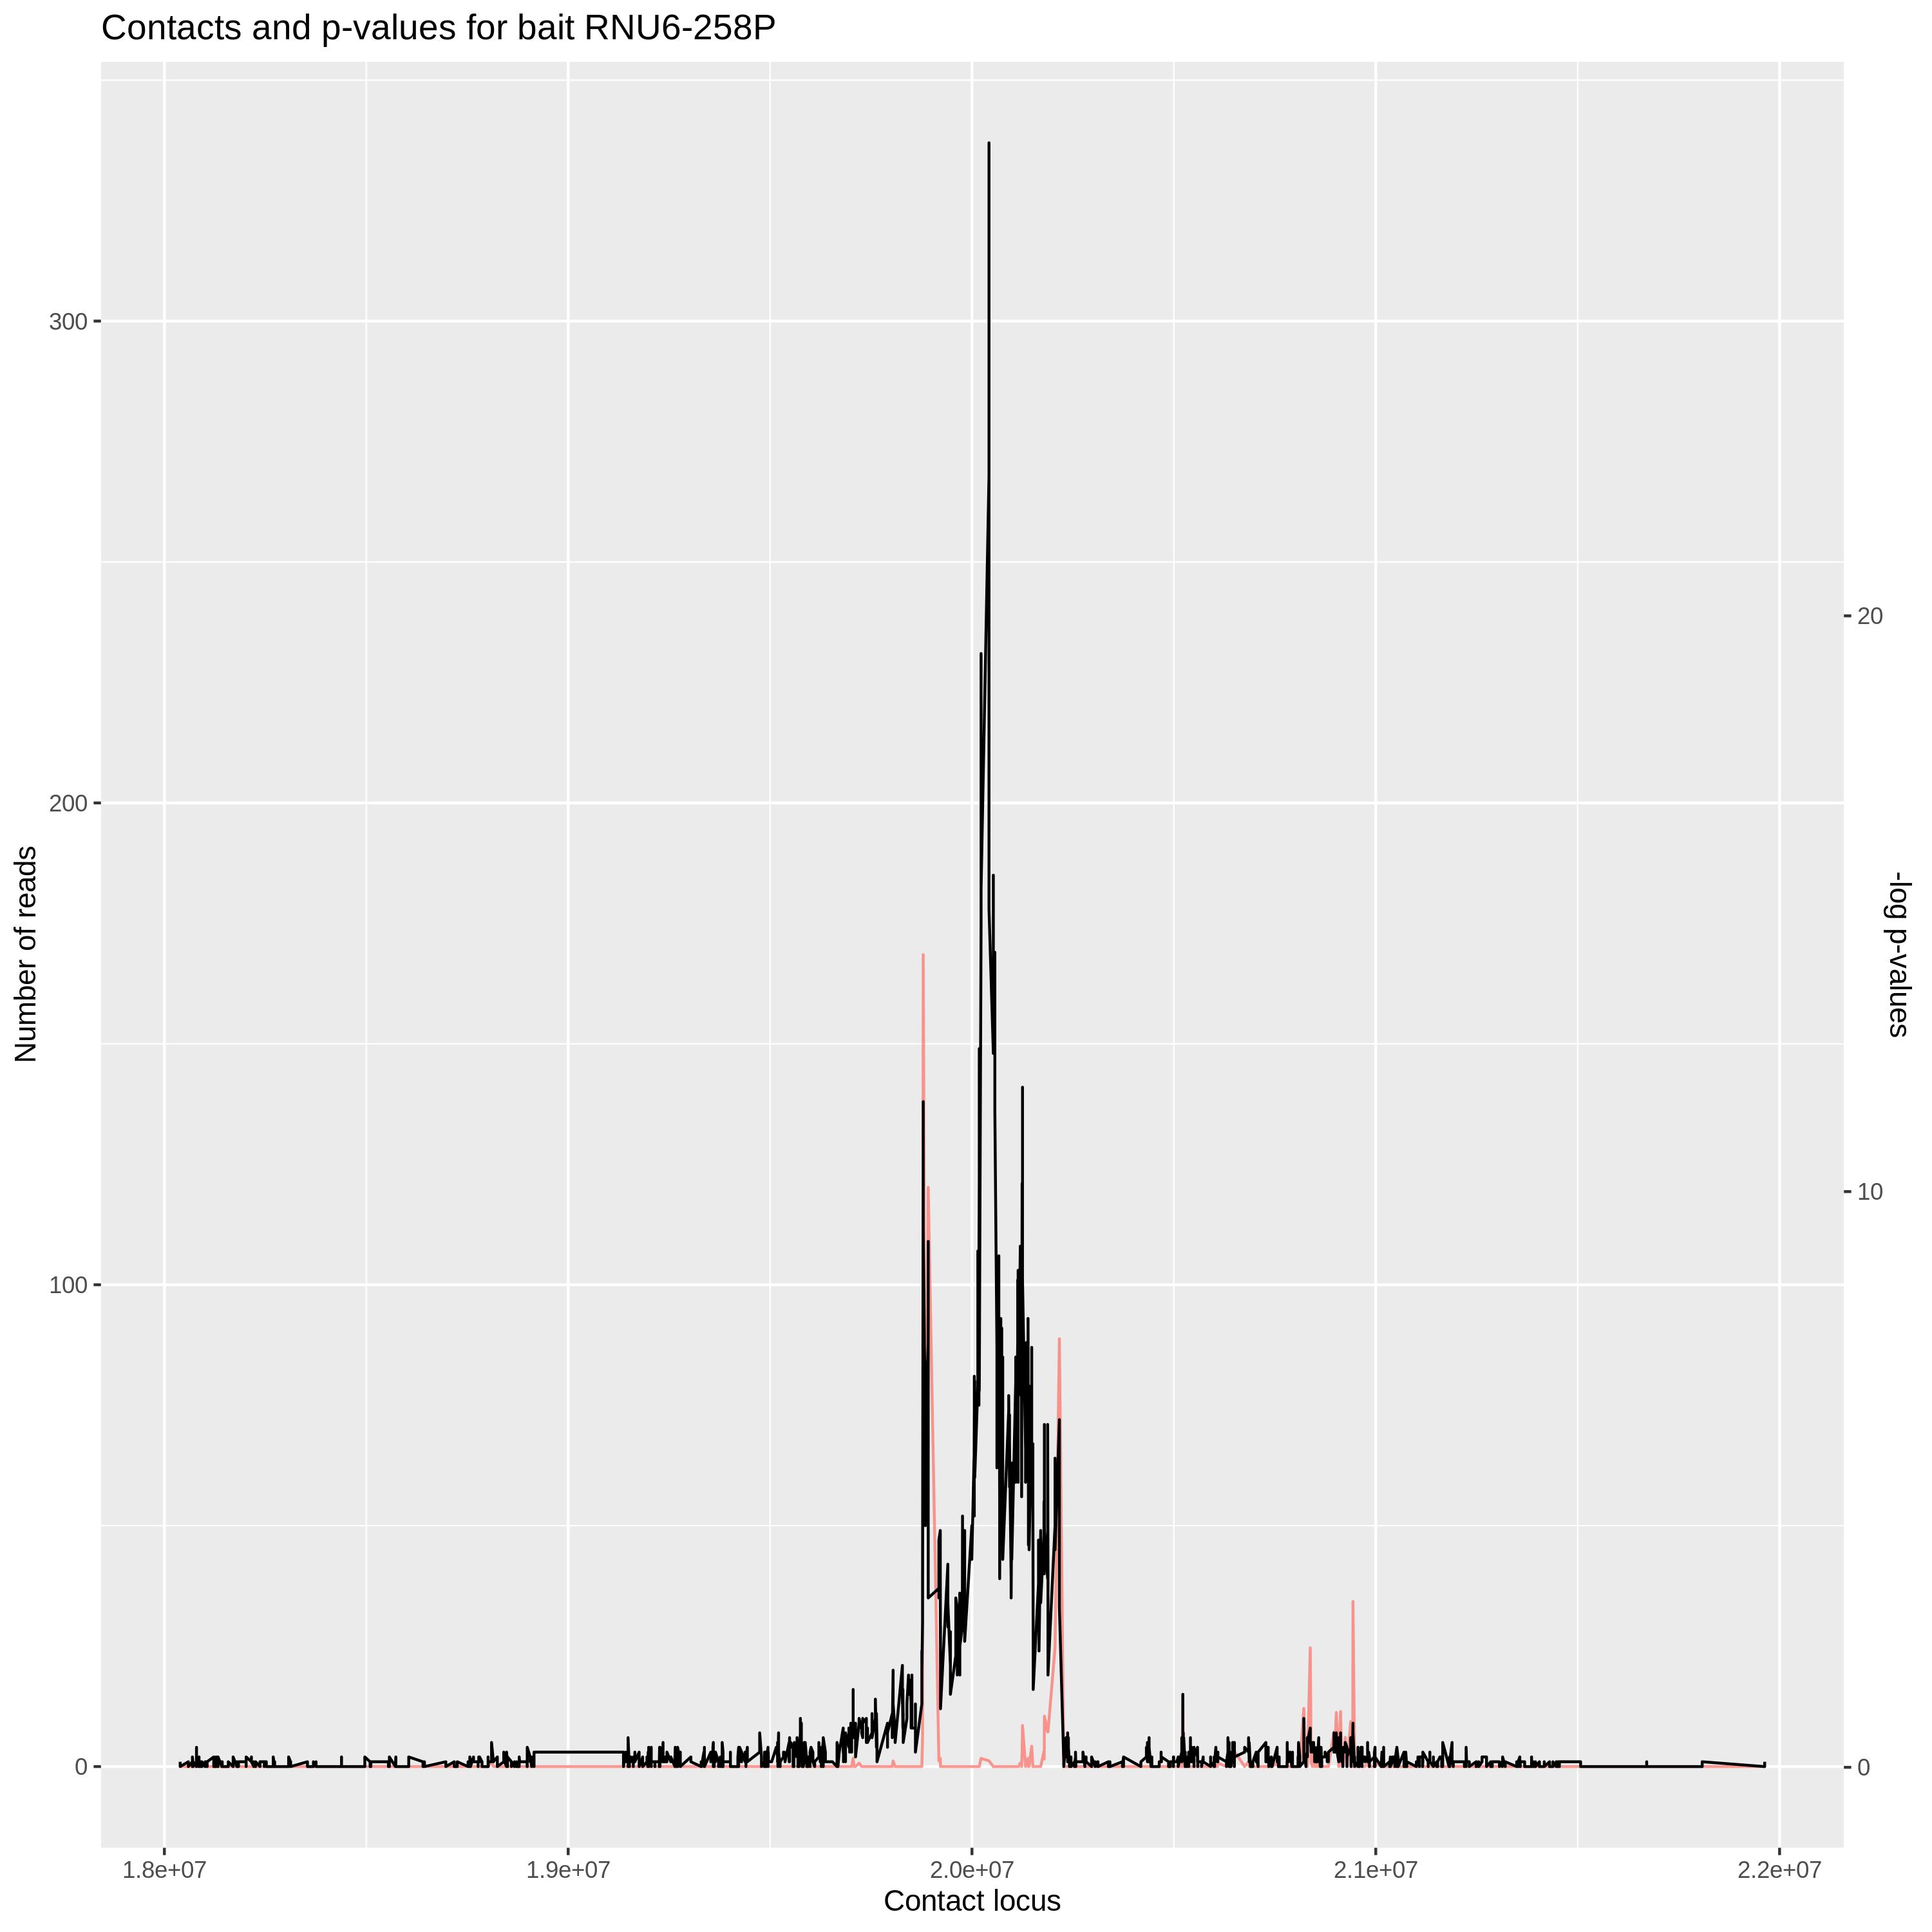 Contacts and p-values for bait RNU6-258P
300
200
100
0
Number of reads
20
10
0
-log p-values
1.8e+07
1.9e+07
2.0e+07
2.1e+07
2.2e+07
Contact locus